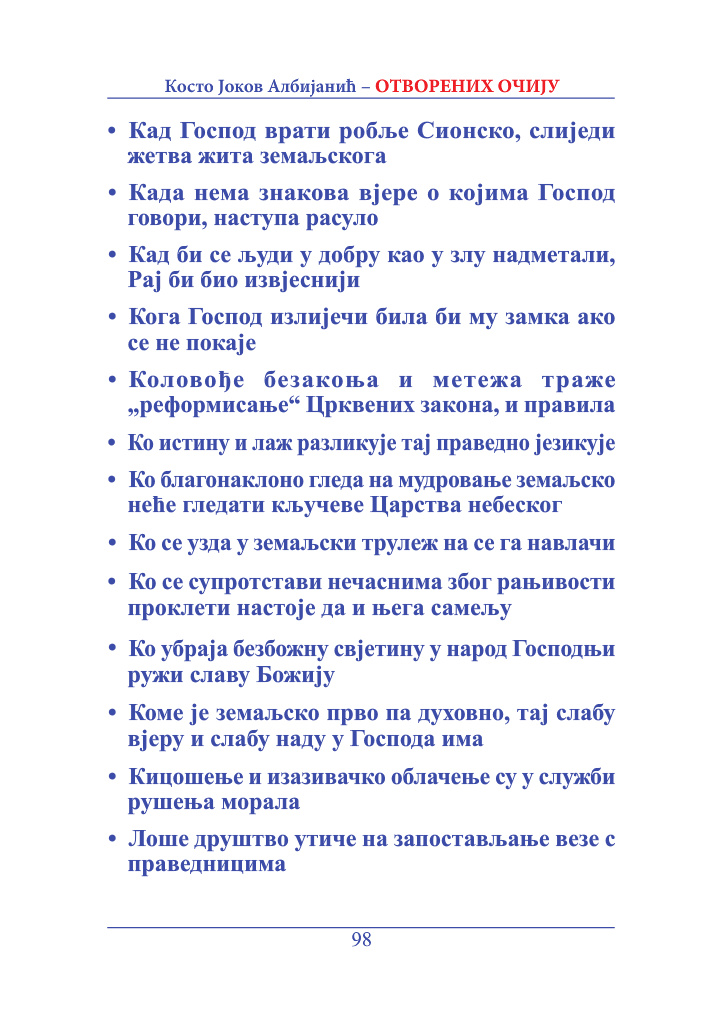 Косто Јоков Албијанић – ОТВОРЕНИХ ОЧИЈУ
• Кад Господ врати робље Сионско, слиједи
жетва жита земаљскога
• Када нема знакова вјере о којима Господ
говори, наступа расуло
• Кад би се људи у добру као у злу надметали,
Рај би био извјеснији
• Кога Господ излијечи била би му замка ако
се не покаје
• Коловође безакоња и метежа траже
„реформисање“ Црквених закона, и правила
• Ко истину и лаж разликује тај праведно језикује
• Ко благонаклоно гледа на мудровање земаљско
неће гледати кључеве Царства небеског
• Ко се узда у земаљски трулеж на се га навлачи
• Ко се супротстави нечаснима због рањивости
проклети настоје да и њега самељу
• Ко убраја безбожну свјетину у народ Господњи
ружи славу Божију
• Коме је земаљско прво па духовно, тај слабу
вјеру и слабу наду у Господа има
• Кицошење и изазивачко облачење су у служби
рушења морала
• Лоше друштво утиче на запостављање везе с
праведницима
98